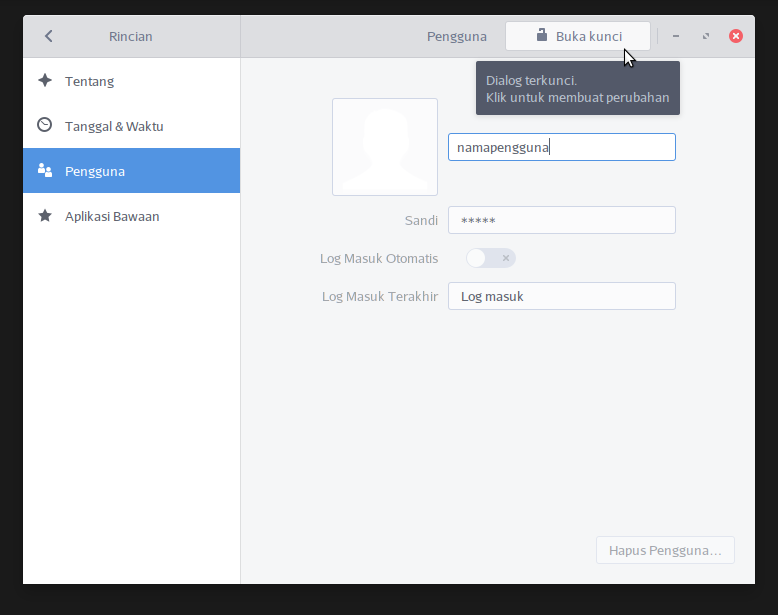 Rincian
Pengguna
Buka kunci
Dialog terkunci.
Klik untuk membuat perubahan
Tentang
Tanggal & Waktu
Pengguna
Aplikasi Bawaan
namapengguna
Sandi *****
Log Masuk Otomatis
Log Masuk Terakhir Log masuk
Hapus Pengguna...